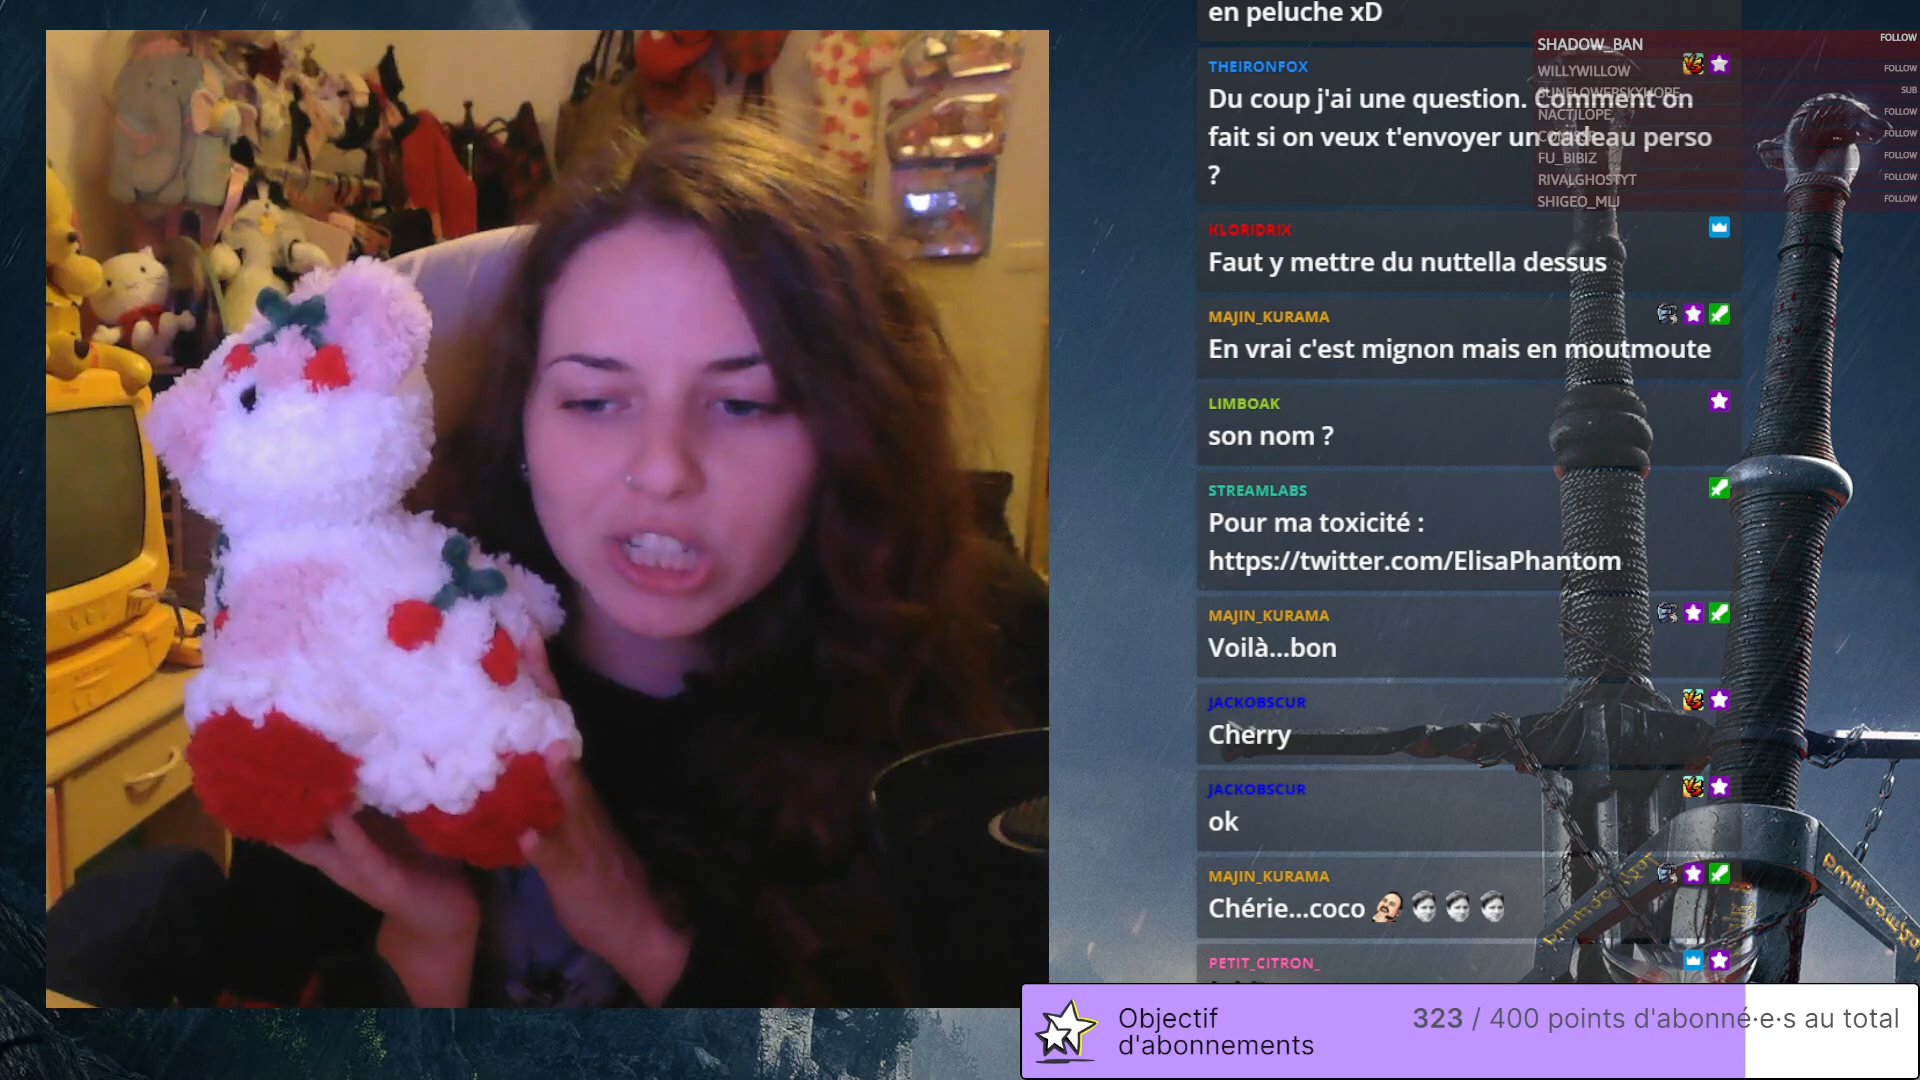 en peluche xD
THEIRONFOX
Du coup j'ai une question. Comment on
fait si on veux t'envoyer un cadeau perso
?
KLORIDRIX
Faut y mettre du nuttella dessus
MAJIN_KURAMA
En vrai c'est mignon mais en moutmoute
LIMBOAK
son nom ?
STREAMLABS
Pour ma toxicité :
https://twitter.com/ElisaPhantom
MAJIN_KURAMA
Voilà...bon
JACKOBSCUR
Cherry
JACKOBSCUR
ok
MAJIN_KURAMA
Chérie...coco
PETIT_CITRON_
SHADOW_BAN FOLLOW
WILLYWILLOW FOLLOW
SUNFLOWERSKYHOPE SUB
NACTILOPE FOLLOW
FOLLOW
FU_BIBIZ FOLLOW
RIVALGHOSTYT FOLLOW
SHIGEO_MLJ FOLLOW
Objectif
d'abonnements
323 / 400 points d'abonné·e·s au total